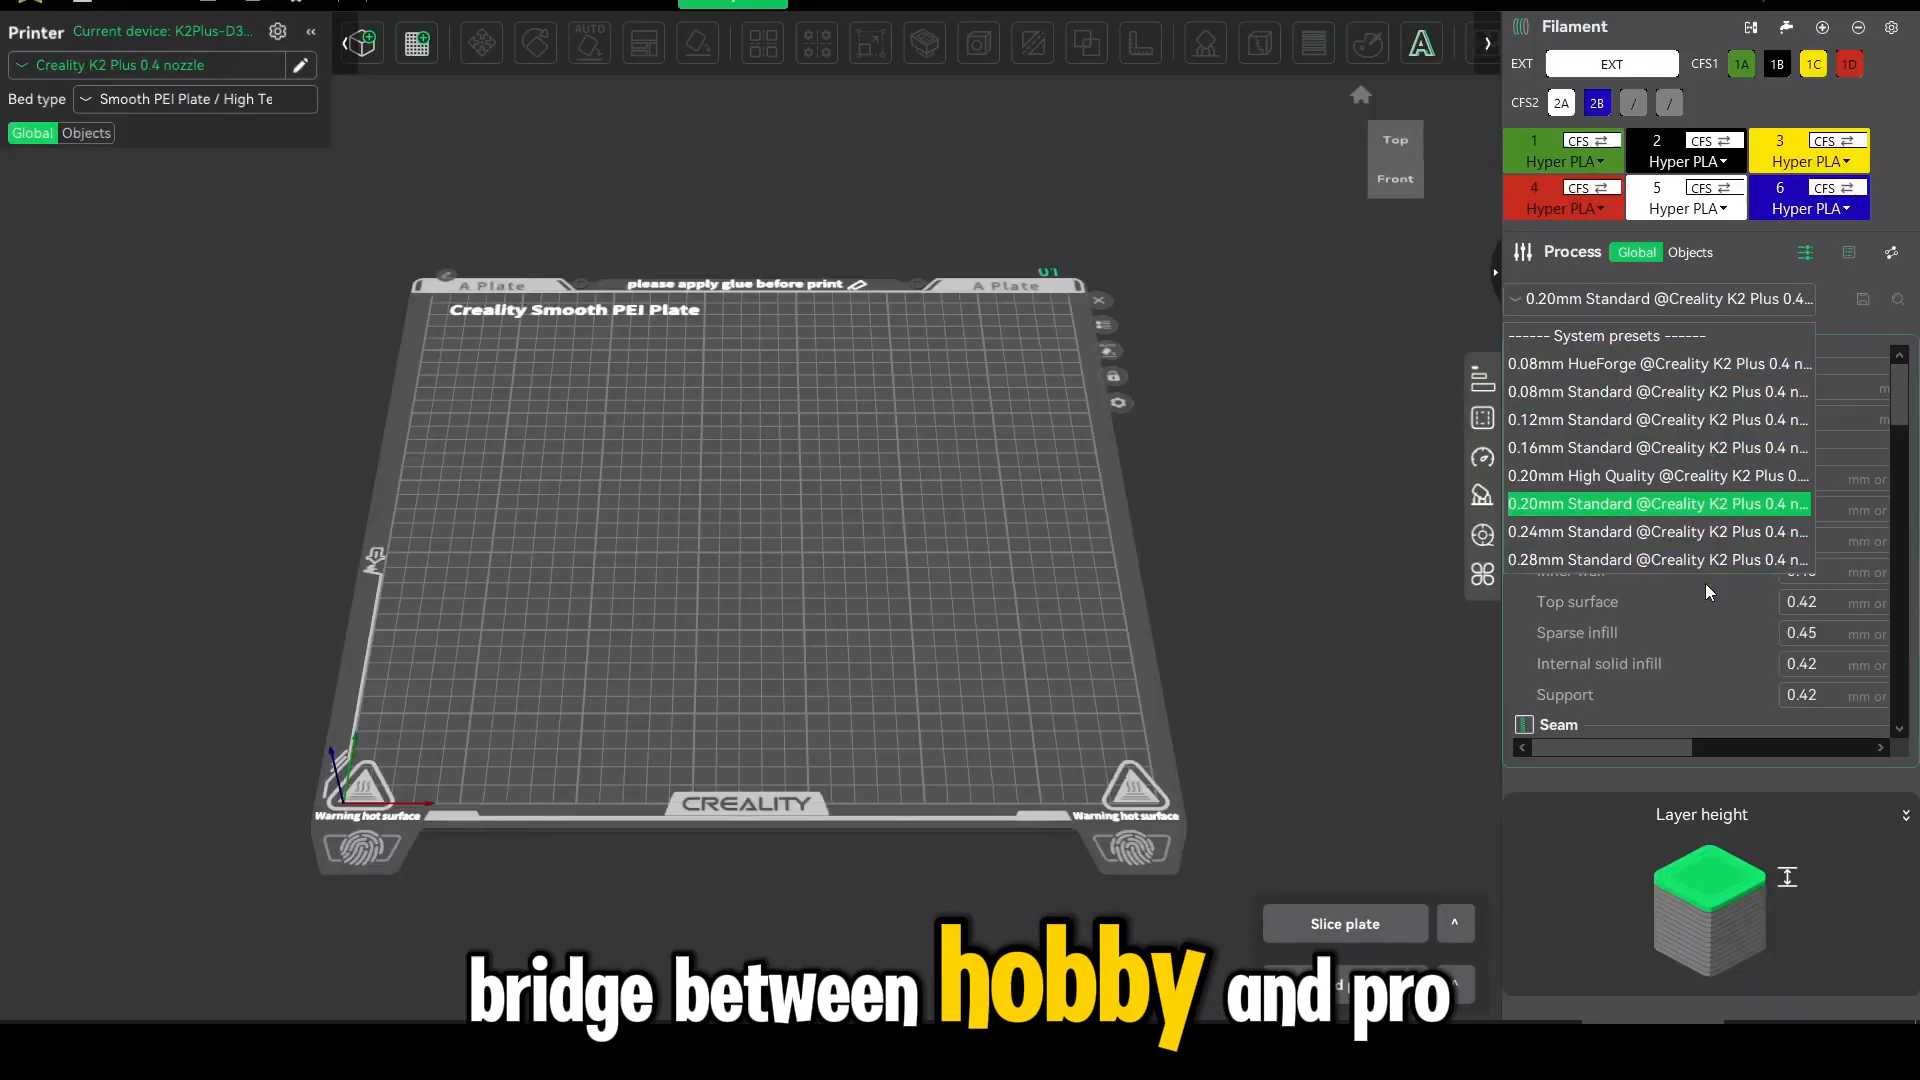 Printer Current device: K2Plus-D3...
Creality K2 Plus 0.4 nozzle
Bed type Smooth PEI Plate / High Te
Global Objects
AUTO
Top
Front
Filament
EXT EXT CFS1 1A 1B 1C 1D
CFS2 2A 2B / /
1 CFS 2 CFS 3 CFS
Hyper PLA Hyper PLA Hyper PLA
4 CFS 5 CFS 6 CFS
Hyper PLA Hyper PLA Hyper PLA
Process Global Objects
0.20mm Standard @Creality K2 Plus 0.4...
------ System presets ------
0.08mm HueForge @Creality K2 Plus 0.4 n...
0.08mm Standard @Creality K2 Plus 0.4 n...
0.12mm Standard @Creality K2 Plus 0.4 n...
0.16mm Standard @Creality K2 Plus 0.4 n...
0.20mm High Quality @Creality K2 Plus 0....
0.20mm Standard @Creality K2 Plus 0.4 n...
0.24mm Standard @Creality K2 Plus 0.4 n...
0.28mm Standard @Creality K2 Plus 0.4 n...
mm or
mm or
mm or
mm or
Top surface 0.42 mm or
Sparse infill 0.45 mm or
Internal solid infill 0.42 mm or
Support 0.42 mm or
Seam
Layer height
A Plate please apply glue before print A Plate
Creality Smooth PEI Plate
CREALITY
Warning hot surface Warning hot surface
Slice plate
bridge between hobby and pro